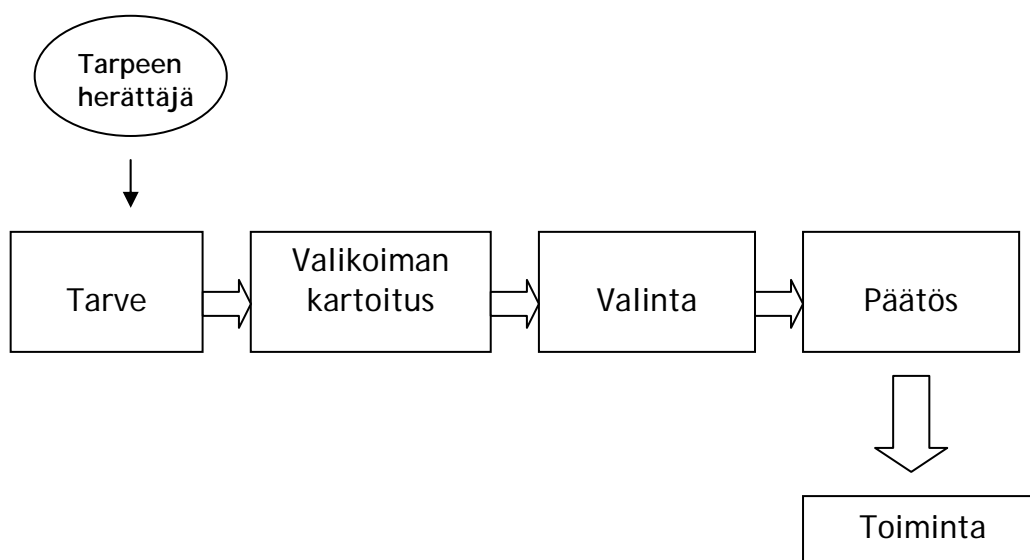 Tarpeen
herättäjä
Tarve
Valikoiman
kartoitus
Valinta
Päätös
Toiminta